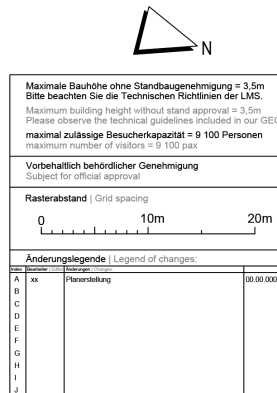 N
Maximale Bauhöhe ohne Standbaugenehmigung = 3,5m
Bitte beachten Sie die Technischen Richtlinien der LMS.
Maximum building height without stand approval = 3,5m
Please observe the technical guidelines included in our GEC
maximal zulässige Besucherkapazität = 9 100 Personen
maximum number of visitors = 9 100 pax
Vorbehaltlich behördlicher Genehmigung
Subject for official approval
Rasterabstand | Grid spacing
0 10m 20m
Änderungslegende | Legend of changes:
Index Bearbeiter | Editor Änderungen | Changes:
A xx Planerstellung 00.00.000
B
C
D
E
F
G
H
I
J